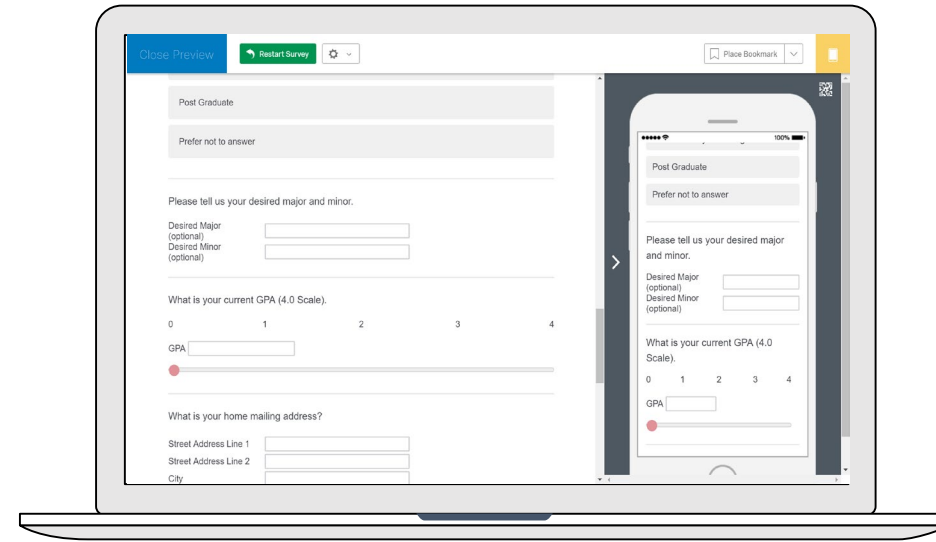 Close Preview
Restart Survey
Place Bookmark
Post Graduate
Prefer not to answer
Please tell us your desired major and minor.
Desired Major
(optional)
Desired Minor
(optional)
What is your current GPA (4.0 Scale).
0 1 2 3 4
GPA
What is your home mailing address?
Street Address Line 1
Street Address Line 2
City
100%
Post Graduate
Prefer not to answer
Please tell us your desired major
and minor.
Desired Major
(optional)
Desired Minor
(optional)
What is your current GPA (4.0
Scale).
0 1 2 3 4
GPA